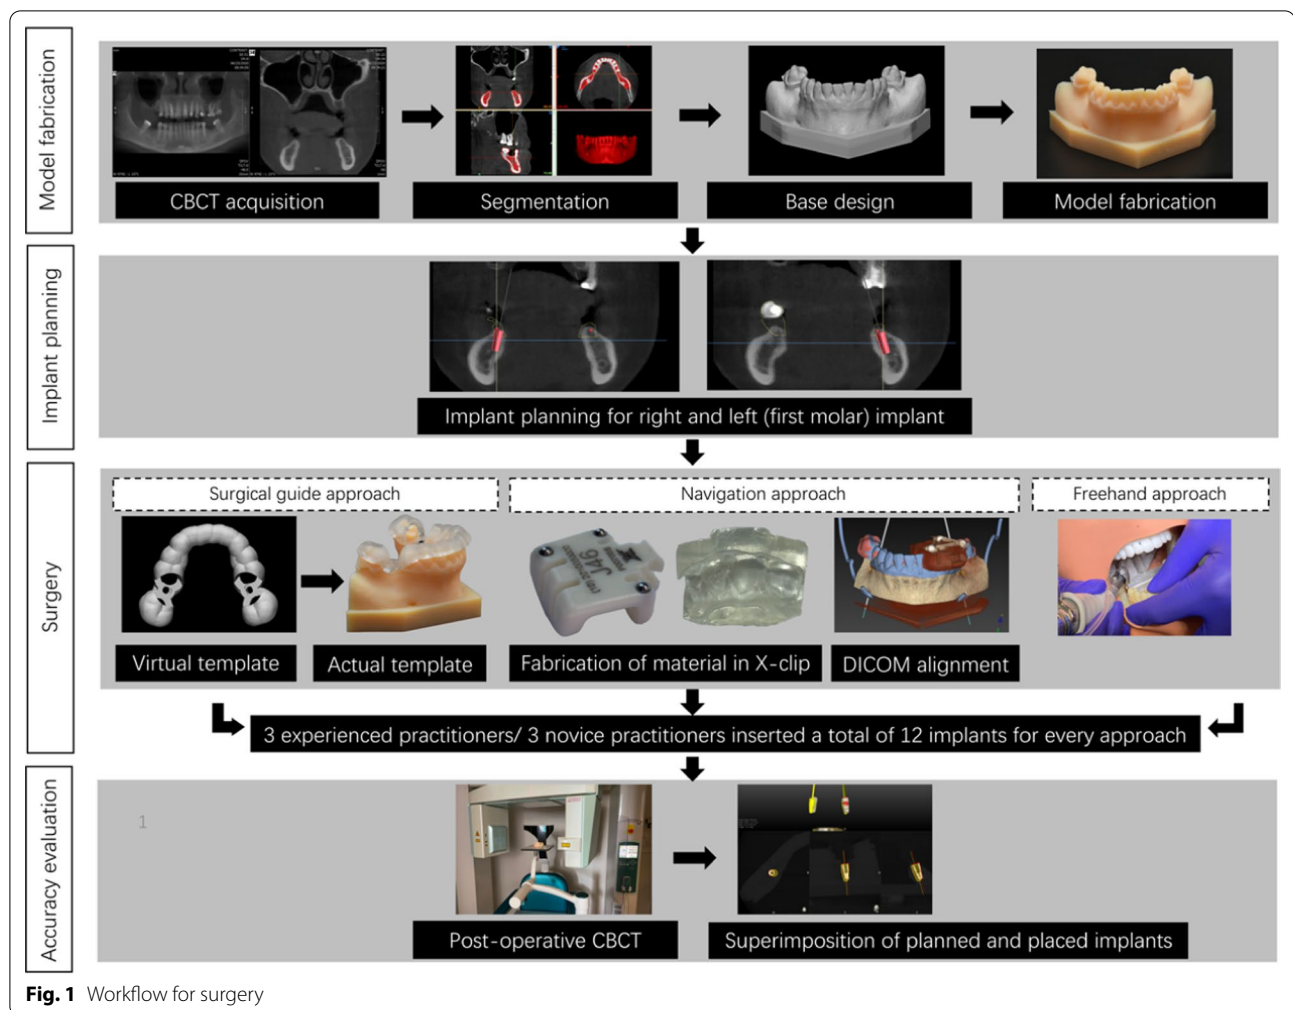 Model fabrication
CBCT acquisition
Segmentation
Base design
Model fabrication
Implant planning
Implant planning for right and left (first molar) implant
Surgery
Surgical guide approach
Navigation approach
Freehand approach
J46
Virtual template
Actual template
Fabrication of material in X-clip
DICOM alignment
3 experienced practitioners/ 3 novice practitioners inserted a total of 12 implants for every approach
Accuracy evaluation
1
Post-operative CBCT
Superimposition of planned and placed implants
Fig. 1 Workflow for surgery